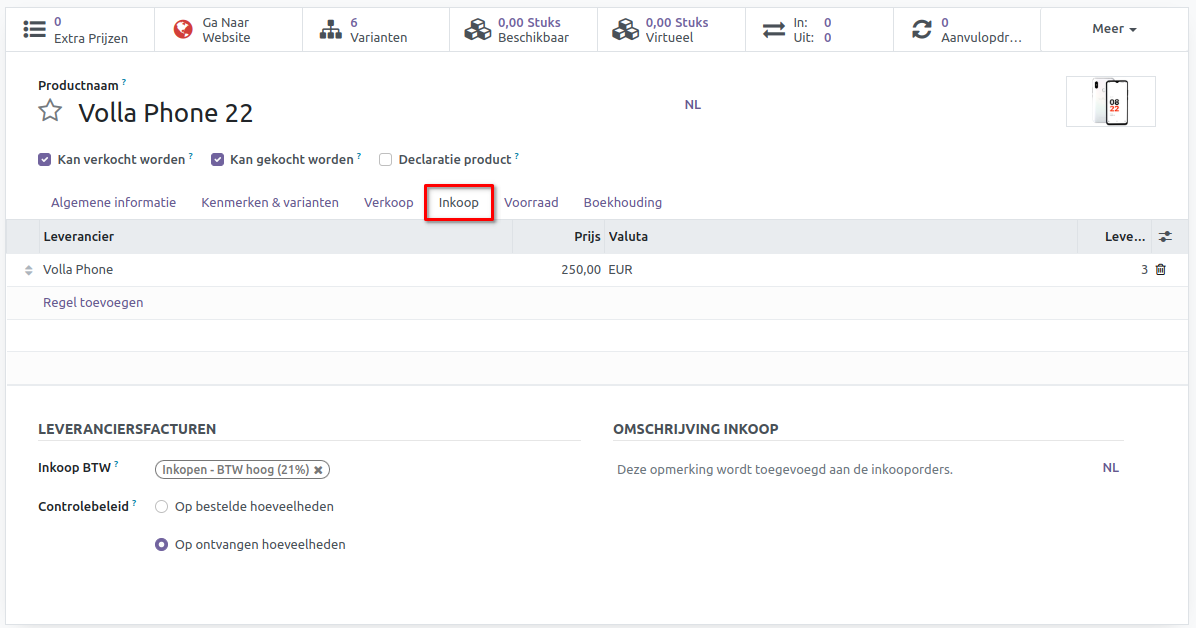 0
Extra Prijzen
Ga Naar
Website
6
Varianten
0,00 Stuks
Beschikbaar
0,00 Stuks
Virtueel
In: 0
Uit: 0
0
Aanvulopdr...
Meer
Productnaam ?
Volla Phone 22
NL
08
22
Kan verkocht worden ? Kan gekocht worden ? Declaratie product ?
Algemene informatie Kenmerken & varianten Verkoop Inkoop Voorraad Boekhouding
Leverancier Prijs Valuta Leve...
Volla Phone 250,00 EUR 3
Regel toevoegen
LEVERANCIERSFACTUREN
Inkoop BTW ? Inkopen - BTW hoog (21%) ×
Controlebeleid ? Op bestelde hoeveelheden
Op ontvangen hoeveelheden
OMSCHRIJVING INKOOP
Deze opmerking wordt toegevoegd aan de inkooporders. NL